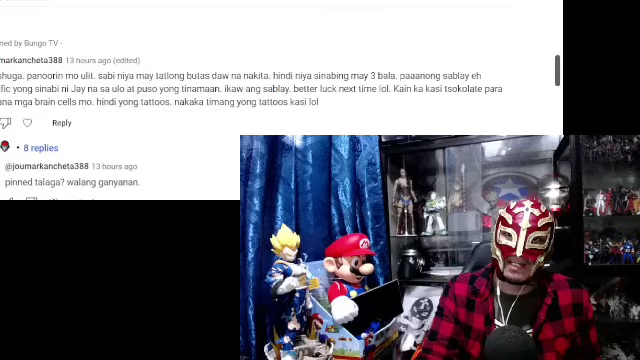 ned by Bungo TV
markancheta388 13 hours ago (edited)
shuga. panoorin mo ulit. sabi niya may tatlong butas daw na nakita. hindi niya sinabing may 3 bala. paaanong sablay eh
fic yong sinabi ni Jay na sa ulo at puso yong tinamaan. ikaw ang sablay. better luck next time lol. Kain ka kasi tsokolate para
ana mga brain cells mo. hindi yong tattoos. nakaka timang yong tattoos kasi lol
Reply
8 replies
@joumarkancheta388 13 hours ago
pinned talaga? walang ganyanan.